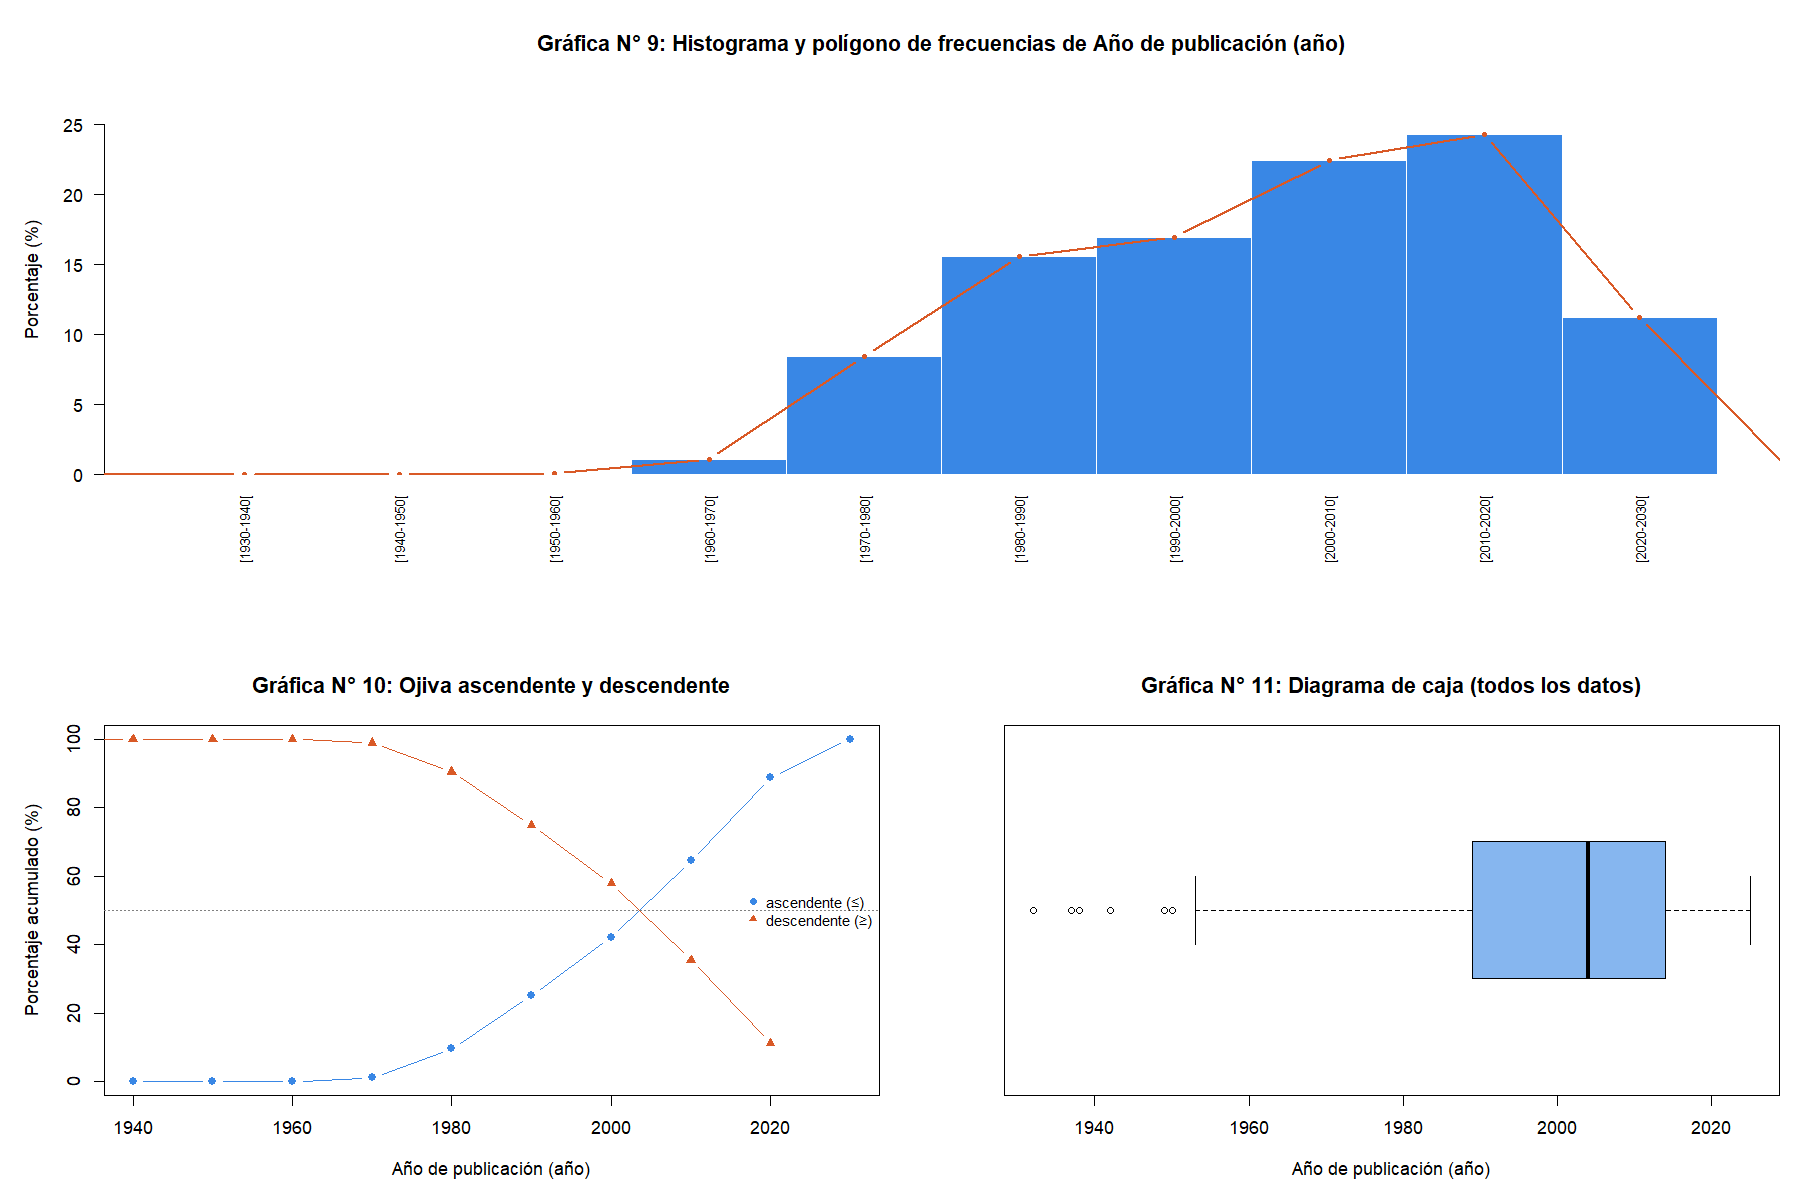 Gráfica N° 9: Histograma y polígono de frecuencias de Año de publicación (año)
Porcentaje (%)
25
20
15
10
5
0
[1930-1940[
[1940-1950[
[1950-1960[
[1960-1970[
[1970-1980[
[1980-1990[
[1990-2000[
[2000-2010[
[2010-2020[
[2020-2030[
Gráfica N° 10: Ojiva ascendente y descendente
Porcentaje acumulado (%)
100
80
60
40
20
0
ascendente (≤)
descendente (≥)
1940 1960 1980 2000 2020
Año de publicación (año)
Gráfica N° 11: Diagrama de caja (todos los datos)
1940 1960 1980 2000 2020
Año de publicación (año)